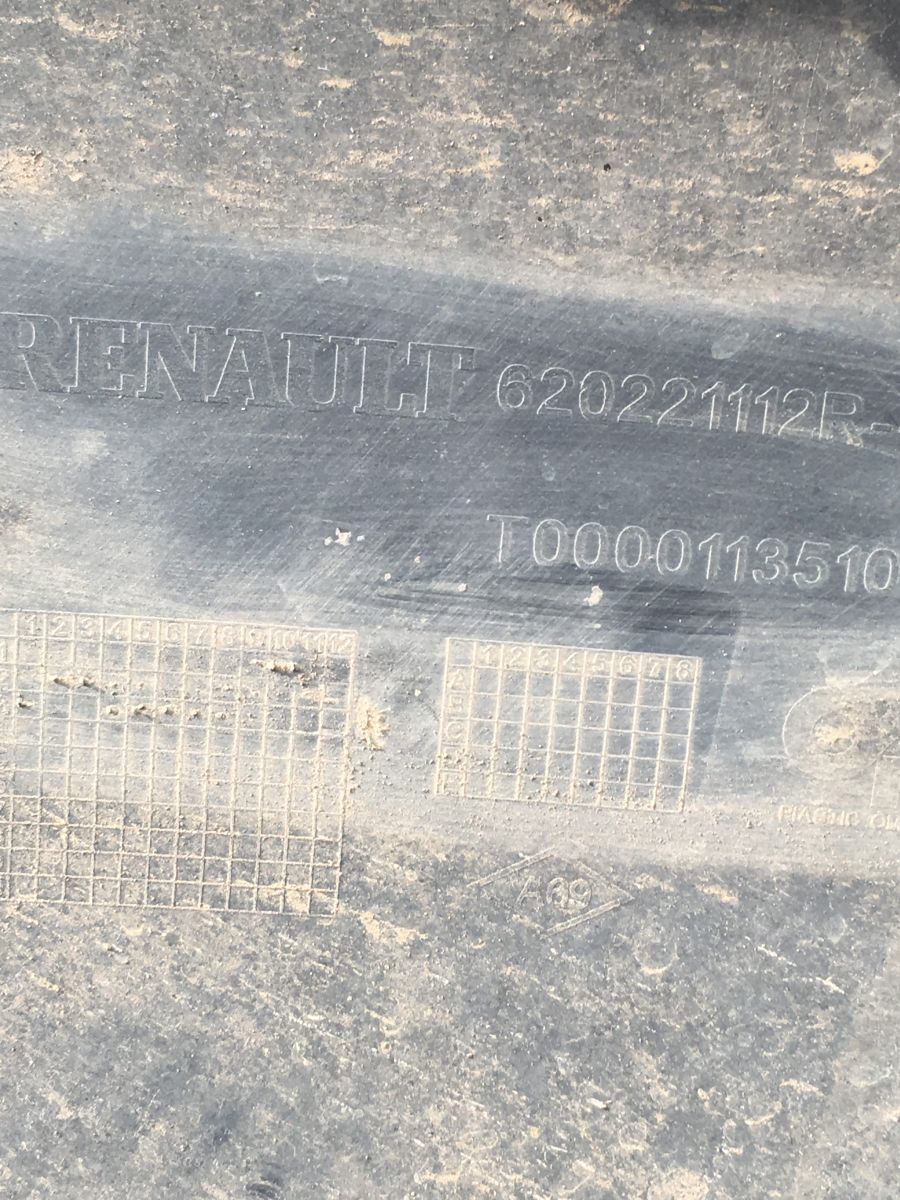 RENAULT 620221112R-
T0000113510
1 2 3 4 5 6 7 8 9 10 11 12
1 2 3 4 5 6 7 8
A
A69